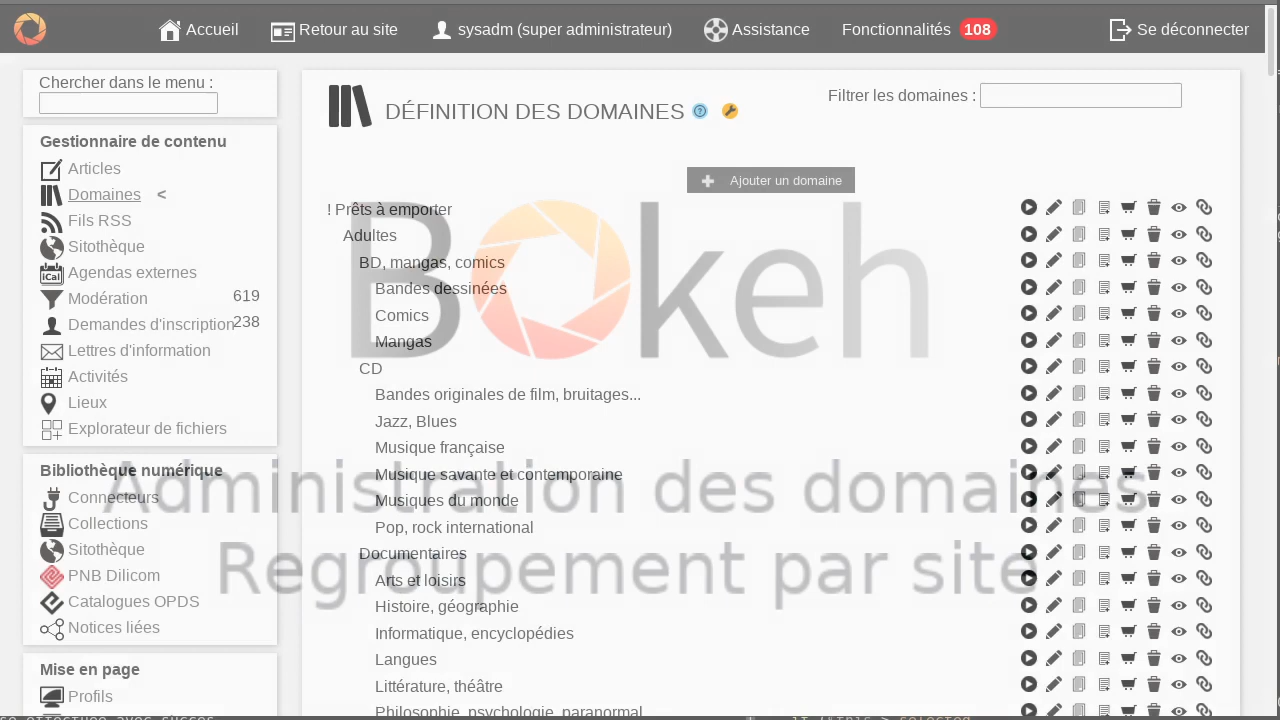 Accueil
Retour au site
sysadm (super administrateur)
Assistance
Fonctionnalités 108
Se déconnecter
Chercher dans le menu :
Gestionnaire de contenu
Articles
Domaines <
Fils RSS
Sitothèque
iCal Agendas externes
Modération 619
Demandes d'inscription 238
Lettres d'information
Activités
Lieux
Explorateur de fichiers
Bibliothèque numérique
Connecteurs
Collections
Sitothèque
PNB Dilicom
Catalogues OPDS
Notices liées
Mise en page
Profils
DÉFINITION DES DOMAINES
Filtrer les domaines :
Ajouter un domaine
! Prêts à emporter
Adultes
BD, mangas, comics
Bandes dessinées
Comics
Mangas
CD
Bandes originales de film, bruitages...
Jazz, Blues
Musique française
Musique savante et contemporaine
Musiques du monde
Pop, rock international
Documentaires
Arts et loisirs
Histoire, géographie
Informatique, encyclopédies
Langues
Littérature, théâtre
Philosophie, psychologie, paranormal
Bokeh
Administration des domaines
Regroupement par site